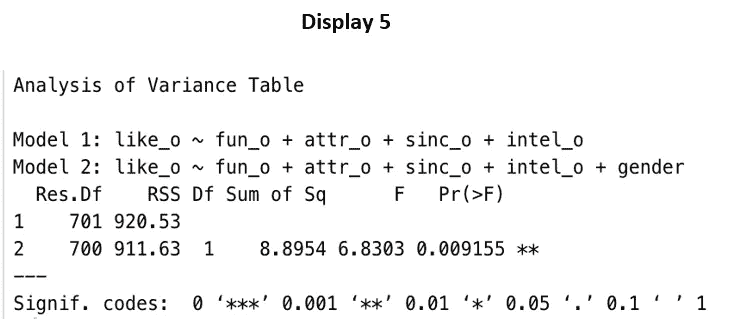 Display 5
Analysis of Variance Table
Model 1: like_o ~ fun_o + attr_o + sinc_o + intel_o
Model 2: like_o ~ fun_o + attr_o + sinc_o + intel_o + gender
  Res.Df    RSS Df Sum of Sq      F   Pr(>F)
1    701 920.53
2    700 911.63  1    8.8954 6.8303 0.009155 **
---
Signif. codes:  0 ‘***’ 0.001 ‘**’ 0.01 ‘*’ 0.05 ‘.’ 0.1 ‘ ’ 1